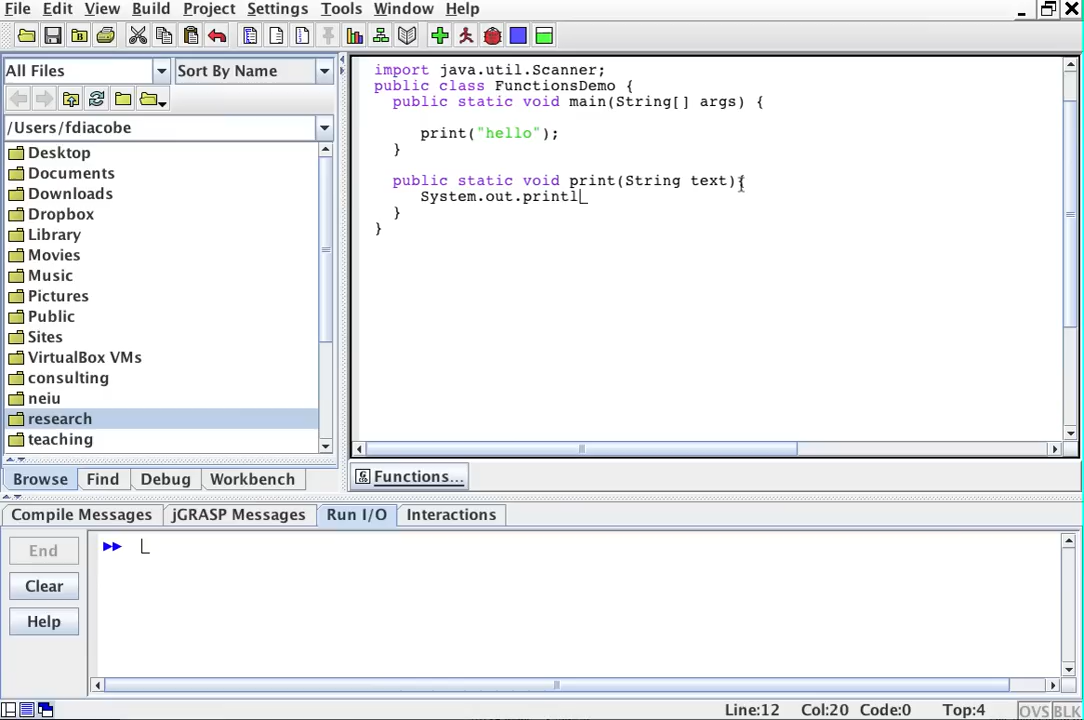 File Edit View Build Project Settings Tools Window Help
All Files Sort By Name
/Users/fdiacobe
Desktop
Documents
Downloads
Dropbox
Library
Movies
Music
Pictures
Public
Sites
VirtualBox VMs
consulting
neiu
research
teaching
Browse Find Debug Workbench
import java.util.Scanner;
public class FunctionsDemo {
public static void main(String[] args) {
print("hello");
}
public static void print(String text){
System.out.printl
}
}
Functions...
Compile Messages jGRASP Messages Run I/O Interactions
End
Clear
Help
Line:12 Col:20 Code:0 Top:4 OVS BLK